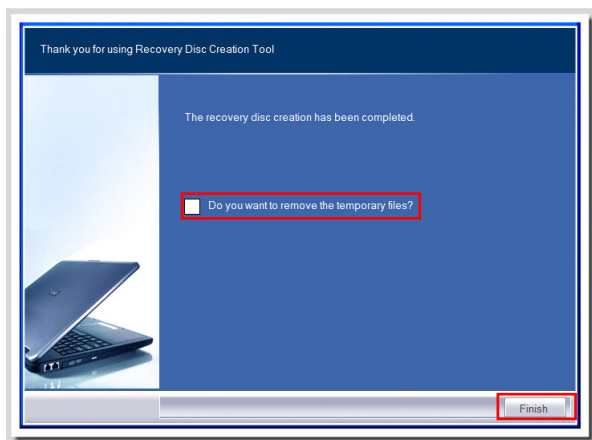 Thank you for using Recovery Disc Creation Tool
The recovery disc creation has been completed.
Do you want to remove the temporary files?
Finish